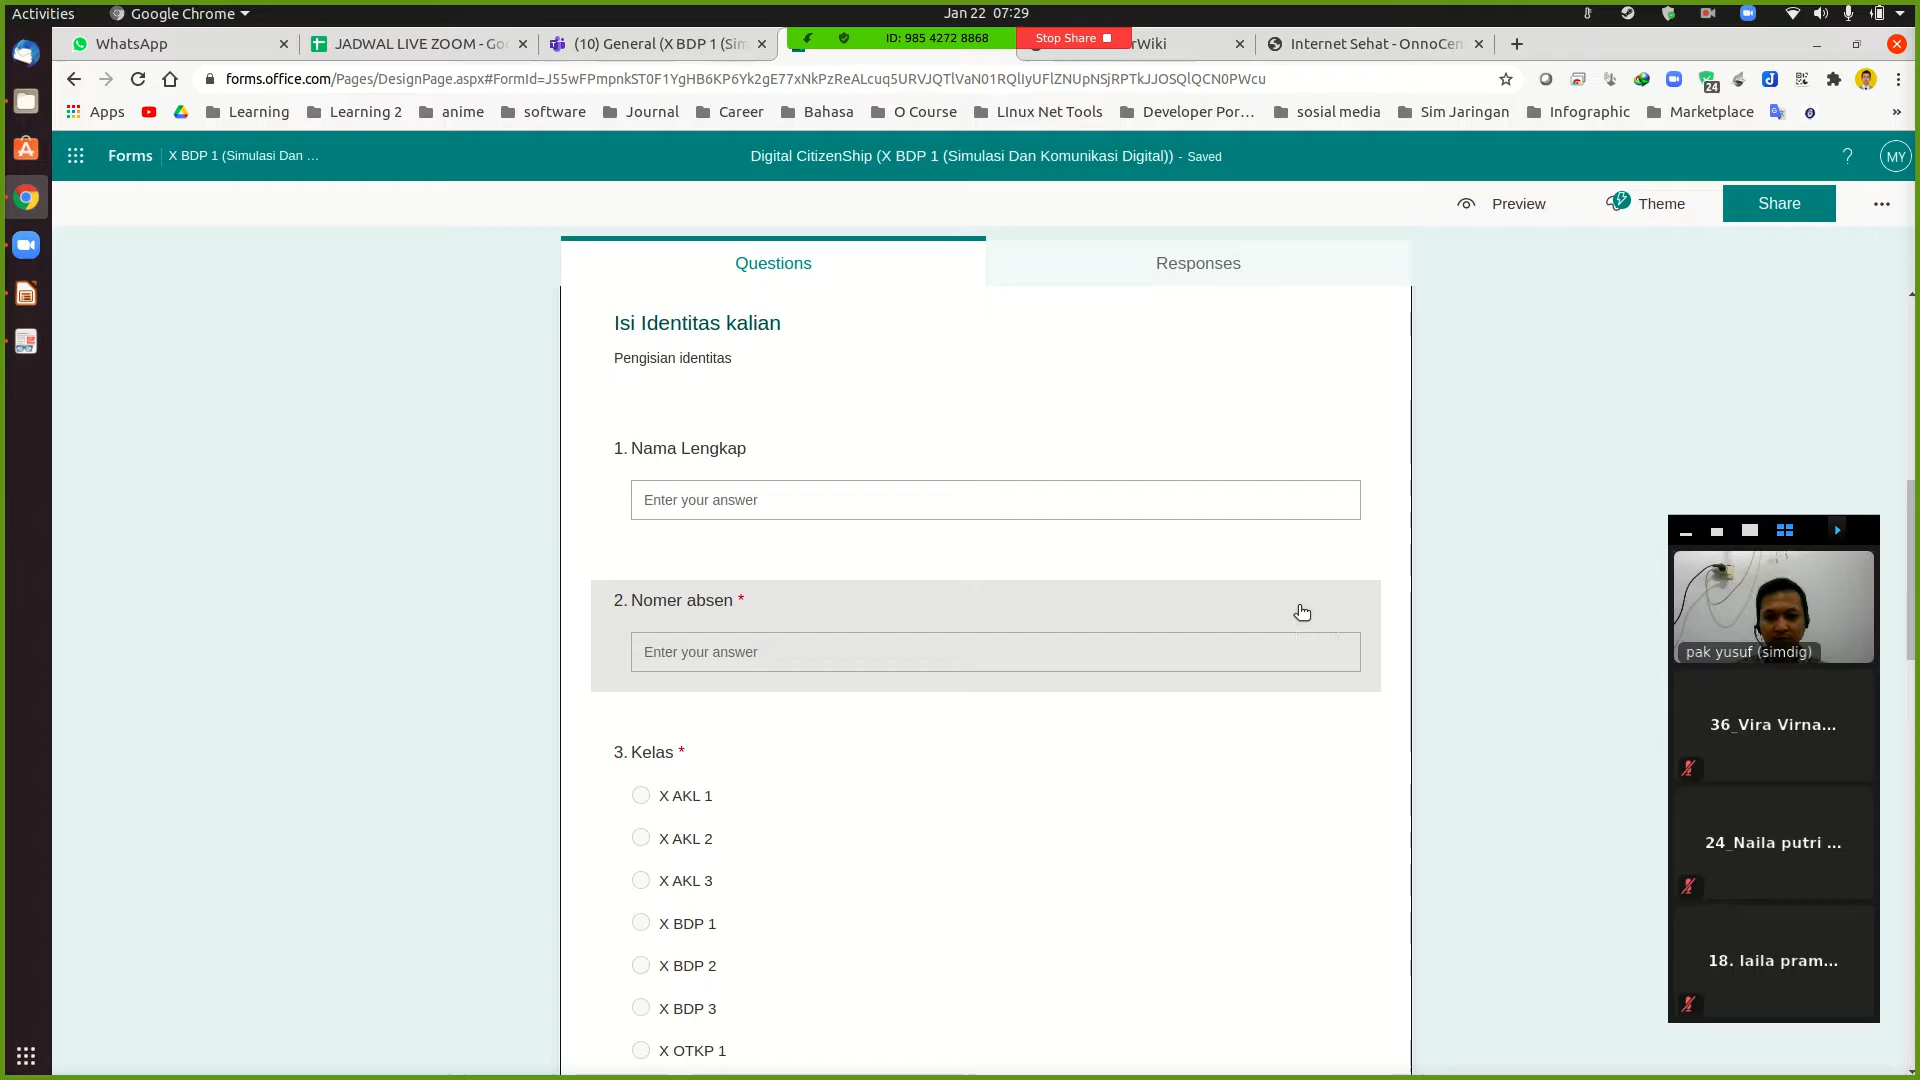 Activities
Google Chrome
Jan 22 07:29
WhatsApp
JADWAL LIVE ZOOM - Go
(10) General (X BDP 1 (Sim
ID: 985 4272 8868
Stop Share
rWiki
Internet Sehat - OnnoCen
forms.office.com/Pages/DesignPage.aspx#FormId=J55wFPmpnkST0F1YgHB6KP6Yk2gE77xNkPzReALcuq5URVJQTlVaN01RQlIyUFlZNUpNSjRPTkJJOSQlQCN0PWcu
24
Apps
Learning
Learning 2
anime
software
Journal
Career
Bahasa
O Course
LInux Net Tools
Developer Por...
sosial media
Sim Jaringan
Infographic
Marketplace
»
Forms
X BDP 1 (Simulasi Dan ...
Digital CitizenShip (X BDP 1 (Simulasi Dan Komunikasi Digital)) - Saved
?
MY
Preview
Theme
Share
...
Questions
Responses
Isi Identitas kalian
Pengisian identitas
1. Nama Lengkap
Enter your answer
2. Nomer absen *
Enter your answer
3. Kelas *
X AKL 1
X AKL 2
X AKL 3
X BDP 1
X BDP 2
X BDP 3
X OTKP 1
pak yusuf (simdig)
36_Vira Virna...
24_Naila putri ...
18. laila pram...